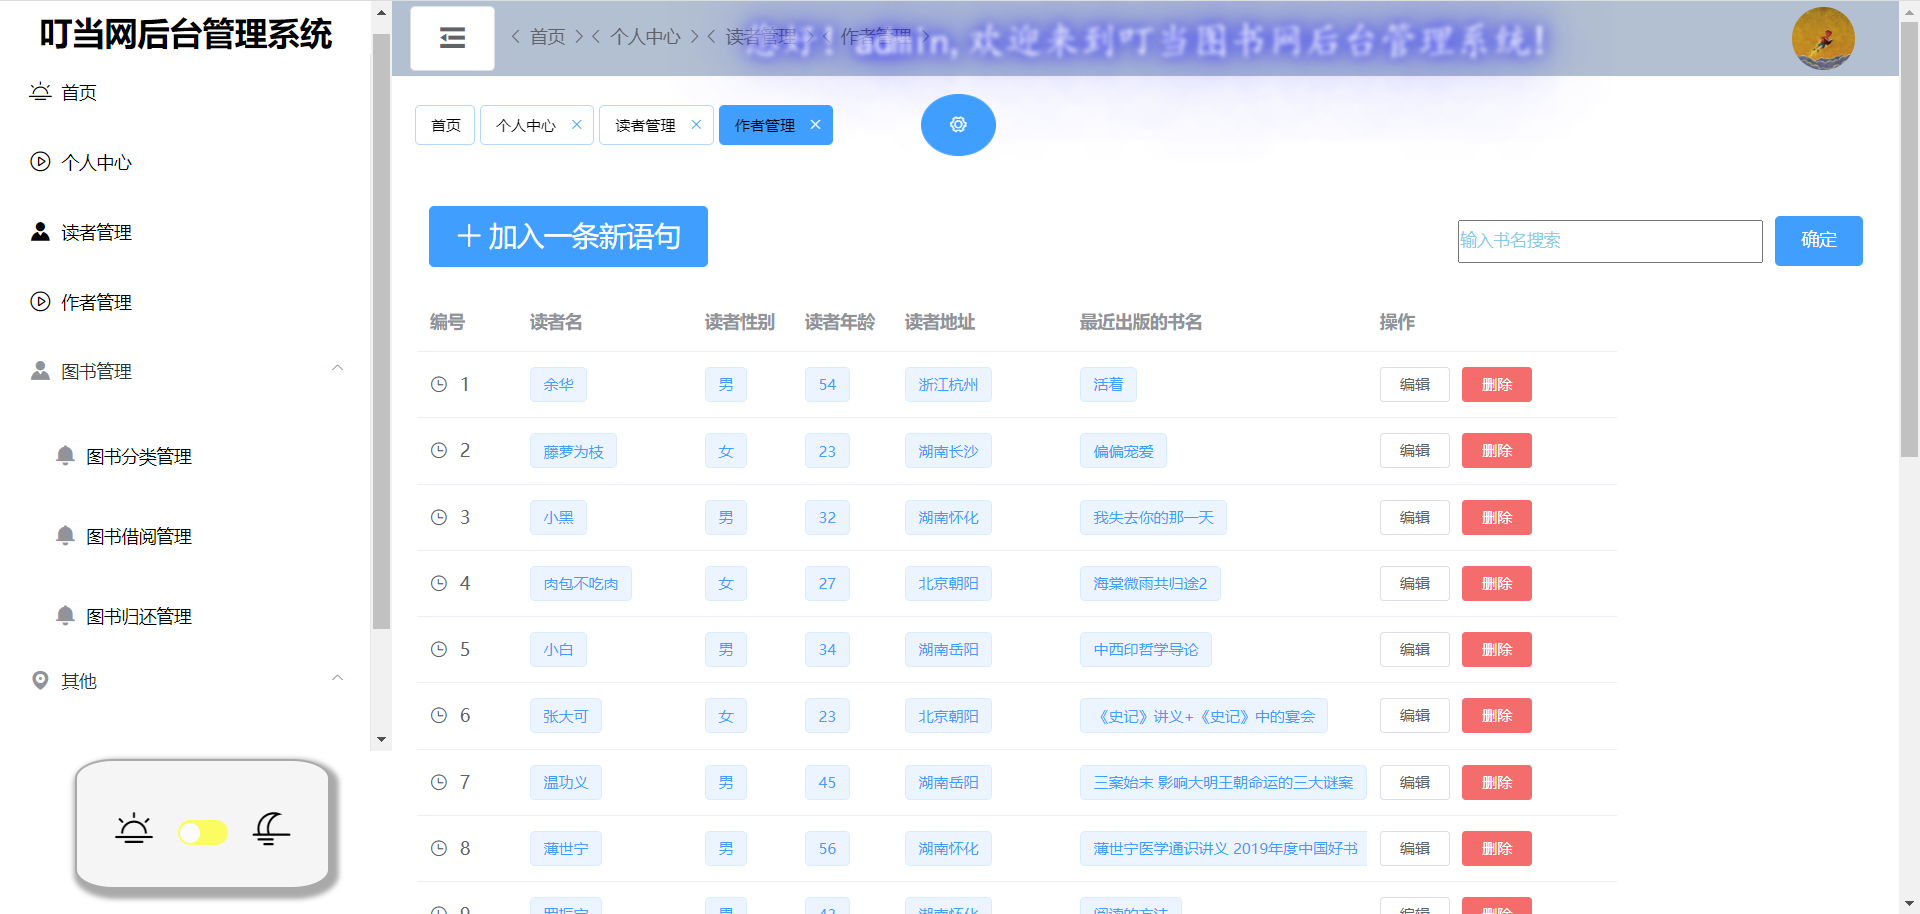 叮当网后台管理系统
首页
个人中心
读者管理
作者管理
图书管理
图书分类管理
图书借阅管理
图书归还管理
其他
首页 个人中心 读者管理 作者管理
您好！admin,欢迎来到叮当图书网后台管理系统!
首页 个人中心 读者管理 作者管理
加入一条新语句
输入书名搜索 确定
编号 读者名 读者性别 读者年龄 读者地址 最近出版的书名 操作
1 余华 男 54 浙江杭州 活着 编辑 删除
2 藤萝为枝 女 23 湖南长沙 偏偏宠爱 编辑 删除
3 小黑 男 32 湖南怀化 我失去你的那一天 编辑 删除
4 肉包不吃肉 女 27 北京朝阳 海棠微雨共归途2 编辑 删除
5 小白 男 34 湖南岳阳 中西印哲学导论 编辑 删除
6 张大可 女 23 北京朝阳 《史记》讲义+《史记》中的宴会 编辑 删除
7 温功义 男 45 湖南岳阳 三案始末 影响大明王朝命运的三大谜案 编辑 删除
8 薄世宁 男 56 湖南怀化 薄世宁医学通识讲义 2019年度中国好书 编辑 删除
9 罗振宇 男 42 湖南怀化 阅读的方法 编辑 删除